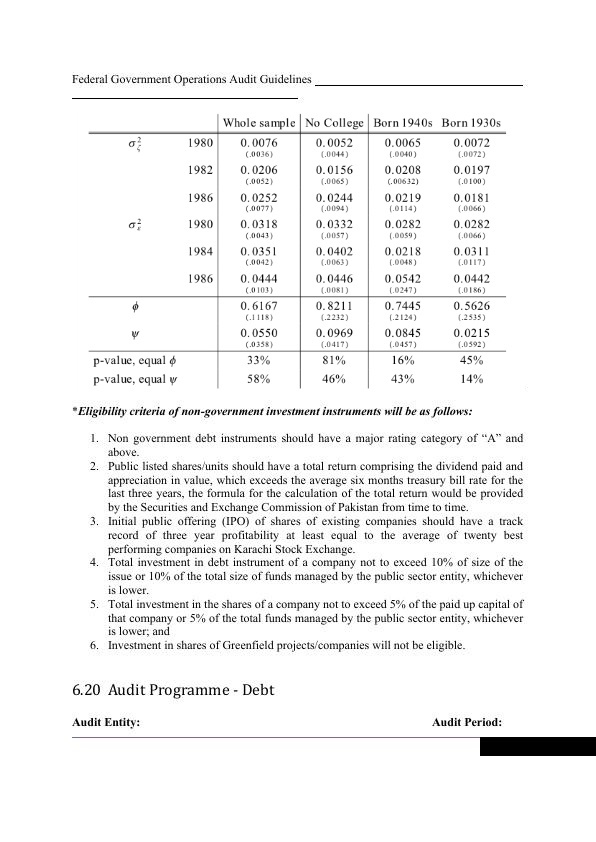 Federal Government Operations Audit Guidelines
Whole sample No College Born 1940s Born 1930s
σ²ζ 1980 0.0076 0.0052 0.0065 0.0072
(.0036) (.0044) (.0040) (.0072)
1982 0.0206 0.0156 0.0208 0.0197
(.0052) (.0065) (.00632) (.0100)
1986 0.0252 0.0244 0.0219 0.0181
(.0077) (.0094) (.0114) (.0066)
σ²ε 1980 0.0318 0.0332 0.0282 0.0282
(.0043) (.0057) (.0059) (.0066)
1984 0.0351 0.0402 0.0218 0.0311
(.0042) (.0063) (.0048) (.0117)
1986 0.0444 0.0446 0.0542 0.0442
(.0103) (.0081) (.0247) (.0186)
ϕ 0.6167 0.8211 0.7445 0.5626
(.1118) (.2232) (.2124) (.2535)
ψ 0.0550 0.0969 0.0845 0.0215
(.0358) (.0417) (.0457) (.0592)
p-value, equal ϕ 33% 81% 16% 45%
p-value, equal ψ 58% 46% 43% 14%
*Eligibility criteria of non-government investment instruments will be as follows:
1. Non government debt instruments should have a major rating category of “A” and
above.
2. Public listed shares/units should have a total return comprising the dividend paid and
appreciation in value, which exceeds the average six months treasury bill rate for the
last three years, the formula for the calculation of the total return would be provided
by the Securities and Exchange Commission of Pakistan from time to time.
3. Initial public offering (IPO) of shares of existing companies should have a track
record of three year profitability at least equal to the average of twenty best
performing companies on Karachi Stock Exchange.
4. Total investment in debt instrument of a company not to exceed 10% of size of the
issue or 10% of the total size of funds managed by the public sector entity, whichever
is lower.
5. Total investment in the shares of a company not to exceed 5% of the paid up capital of
that company or 5% of the total funds managed by the public sector entity, whichever
is lower; and
6. Investment in shares of Greenfield projects/companies will not be eligible.
6.20 Audit Programme - Debt
Audit Entity: Audit Period: